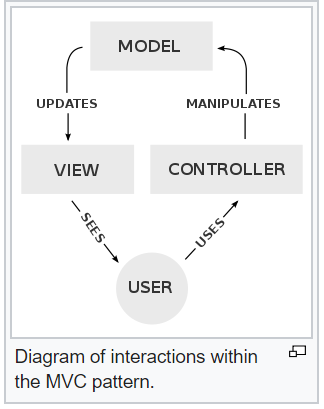 MODEL
UPDATES
MANIPULATES
VIEW
CONTROLLER
SEES
USES
USER
Diagram of interactions within
the MVC pattern.